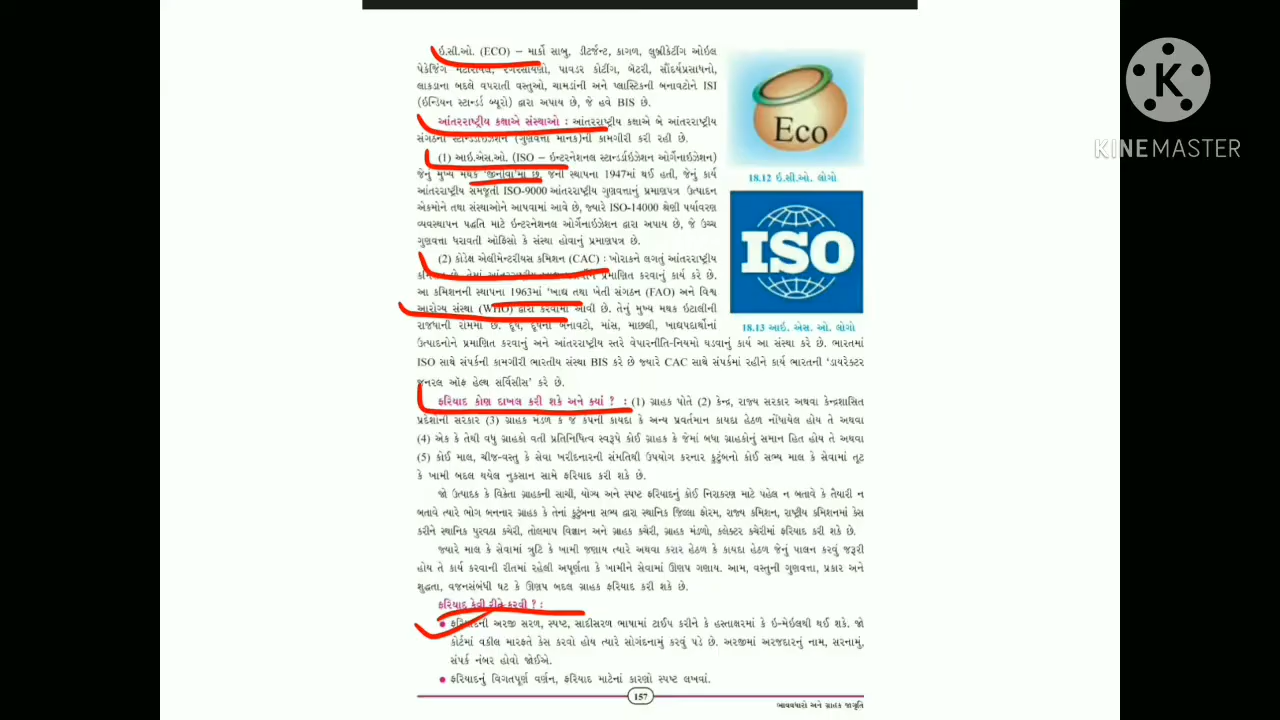 ઇ.સી.ઓ. (ECO) – માર્કો સાબુ, ડીટર્જન્ટ, કાગળ, લુબ્રીકેટીંગ ઓઇલ
પેકેજિંગ મટીરીયલ, રંગરસાયણો, પાવડર કોટીંગ, બેટરી, સૌંદર્યપ્રસાધનો,
લાકડાના બદલે વપરાતી વસ્તુઓ, ચામડાંની અને પ્લાસ્ટિકની બનાવટોને ISI
(ઇન્ડિયન સ્ટાન્ડર્ડ બ્યૂરો) દ્વારા અપાય છે, જે હવે BIS છે.
Eco
18.12 ઇ.સી.ઓ. લોગો
આંતરરાષ્ટ્રીય કક્ષાએ સંસ્થાઓ : આંતરરાષ્ટ્રીય કક્ષાએ બે આંતરરાષ્ટ્રીય
સંગઠનો સ્ટાન્ડર્ડાઇઝેશન (ગુણવત્તા માનક)ની કામગીરી કરી રહી છે.
(1) આઇ.એસ.ઓ. (ISO – ઇન્ટરનેશનલ સ્ટાન્ડર્ડાઇઝેશન ઓર્ગેનાઇઝેશન)
જેનું મુખ્ય મથક 'જીનીવા'માં છે, જેની સ્થાપના 1947માં થઈ હતી, જેનું કાર્ય
આંતરરાષ્ટ્રીય સમજૂતી ISO-9000 આંતરરાષ્ટ્રીય ગુણવત્તાનું પ્રમાણપત્ર ઉત્પાદન
એકમોને તથા સંસ્થાઓને આપવામાં આવે છે, જ્યારે ISO-14000 શ્રેણી પર્યાવરણ
વ્યવસ્થાપન પદ્ધતિ માટે ઇન્ટરનેશનલ ઓર્ગેનાઇઝેશન દ્વારા અપાય છે, જે ઉચ્ચ
ગુણવત્તા ધરાવતી ઑફિસો કે સંસ્થા હોવાનું પ્રમાણપત્ર છે.
ISO
18.13 આઇ. એસ. ઓ. લોગો
(2) કોડેક્ષ એલીમેન્ટરીયસ કમિશન (CAC) : ખોરાકને લગતું આંતરરાષ્ટ્રીય
પ્રમાણિત કરવાનું કાર્ય કરે છે.
આ કમિશનની સ્થાપના 1963માં 'ખાદ્ય તથા ખેતી સંગઠન (FAO) અને વિશ્વ
આરોગ્ય સંસ્થા (WHO) દ્વારા કરવામાં આવી છે. તેનું મુખ્ય મથક ઇટાલીની
રાજધાની રોમમાં છે. દૂધ, દૂધની બનાવટો, માંસ, માછલી, ખાદ્યપદાર્થોનાં
ઉત્પાદનોને પ્રમાણિત કરવાનું અને આંતરરાષ્ટ્રીય સ્તરે વેપારનીતિ-નિયમો ઘડવાનું કાર્ય આ સંસ્થા કરે છે. ભારતમાં
ISO સાથે સંપર્કની કામગીરી ભારતીય સંસ્થા BIS કરે છે જ્યારે CAC સાથે સંપર્કમાં રહીને કાર્ય ભારતની 'ડાયરેક્ટર
જનરલ ઑફ હેલ્થ સર્વિસીસ' કરે છે.
ફરિયાદ કોણ દાખલ કરી શકે અને ક્યાં ? : (1) ગ્રાહક પોતે (2) કેન્દ્ર, રાજ્ય સરકાર અથવા કેન્દ્રશાસિત
પ્રદેશોની સરકાર (3) ગ્રાહક મંડળ કે જે કંપની કાયદા કે અન્ય પ્રવર્તમાન કાયદા હેઠળ નોંધાયેલ હોય તે અથવા
(4) એક કે તેથી વધુ ગ્રાહકો વતી પ્રતિનિધિત્વ સ્વરૂપે કોઈ ગ્રાહક કે જેમાં બધા ગ્રાહકોનું સમાન હિત હોય તે અથવા
(5) કોઈ માલ, ચીજ-વસ્તુ કે સેવા ખરીદનારની સંમતિથી ઉપયોગ કરનાર કુટુંબનો કોઈ સભ્ય માલ કે સેવામાં તૂટ
કે ખામી બદલ થયેલ નુકસાન સામે ફરિયાદ કરી શકે છે.
જો ઉત્પાદક કે વિક્રેતા ગ્રાહકની સાચી, યોગ્ય અને સ્પષ્ટ ફરિયાદનું કોઈ નિરાકરણ માટે પહેલ ન બતાવે કે તૈયારી ન
બતાવે ત્યારે ભોગ બનનાર ગ્રાહક કે તેનાં કુટુંબના સભ્ય દ્વારા સ્થાનિક જિલ્લા ફોરમ, રાજ્ય કમિશન, રાષ્ટ્રીય કમિશનમાં કેસ
કરીને સ્થાનિક પુરવઠા કચેરી, તોલમાપ વિજ્ઞાન અને ગ્રાહક કચેરી, ગ્રાહક મંડળો, કલેક્ટર કચેરીમાં ફરિયાદ કરી શકે છે.
જ્યારે માલ કે સેવામાં ત્રુટિ કે ખામી જણાય ત્યારે અથવા કરાર હેઠળ કે કાયદા હેઠળ જેનું પાલન કરવું જરૂરી
હોય તે કાર્ય કરવાની રીતમાં રહેલી અપૂર્ણતા કે ખામીને સેવામાં ઊણપ ગણાય. આમ, વસ્તુની ગુણવત્તા, પ્રકાર અને
શુદ્ધતા, વજનસંબંધી ઘટ કે ઊણપ બદલ ગ્રાહક ફરિયાદ કરી શકે છે.
ફરિયાદ કેવી રીતે કરવી ? :
● ફરિયાદની અરજી સરળ, સ્પષ્ટ, સાદીસરળ ભાષામાં ટાઈપ કરીને કે હસ્તાક્ષરમાં કે ઇ-મેઇલથી થઈ શકે. જો
કોર્ટમાં વકીલ મારફતે કેસ કરવો હોય ત્યારે સોગંદનામું કરવું પડે છે. અરજીમાં અરજદારનું નામ, સરનામું,
સંપર્ક નંબર હોવો જોઈએ.
● ફરિયાદનું વિગતપૂર્ણ વર્ણન, ફરિયાદ માટેનાં કારણો સ્પષ્ટ લખવાં.
157
ભાવવધારો અને ગ્રાહક જાગૃતિ
K
KINEMASTER